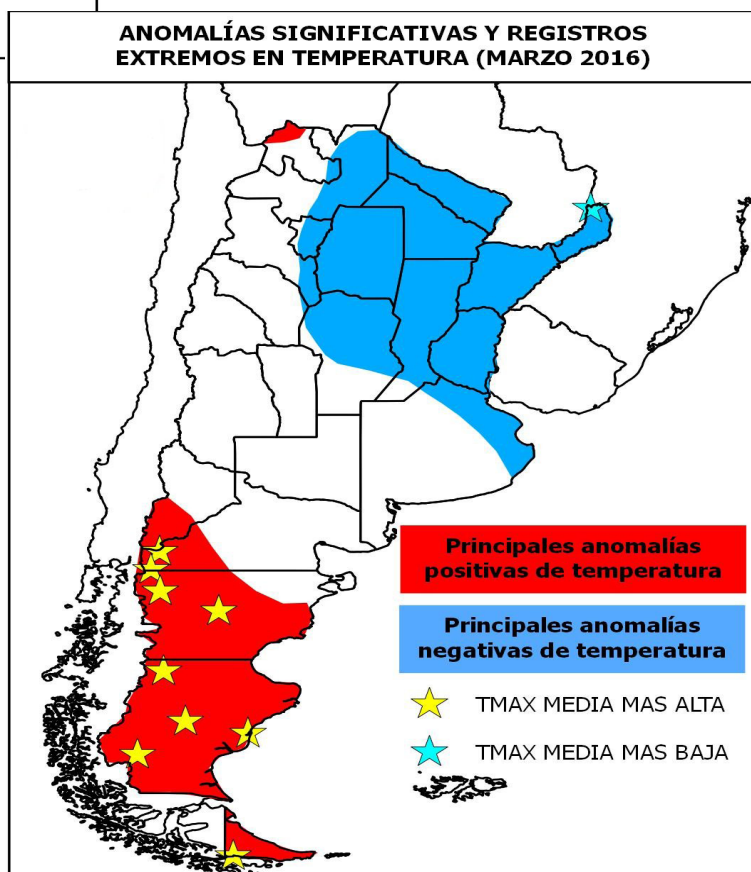 ANOMALÍAS SIGNIFICATIVAS Y REGISTROS
EXTREMOS EN TEMPERATURA (MARZO 2016)
Principales anomalías
positivas de temperatura
Principales anomalías
negativas de temperatura
TMAX MEDIA MAS ALTA
TMAX MEDIA MAS BAJA